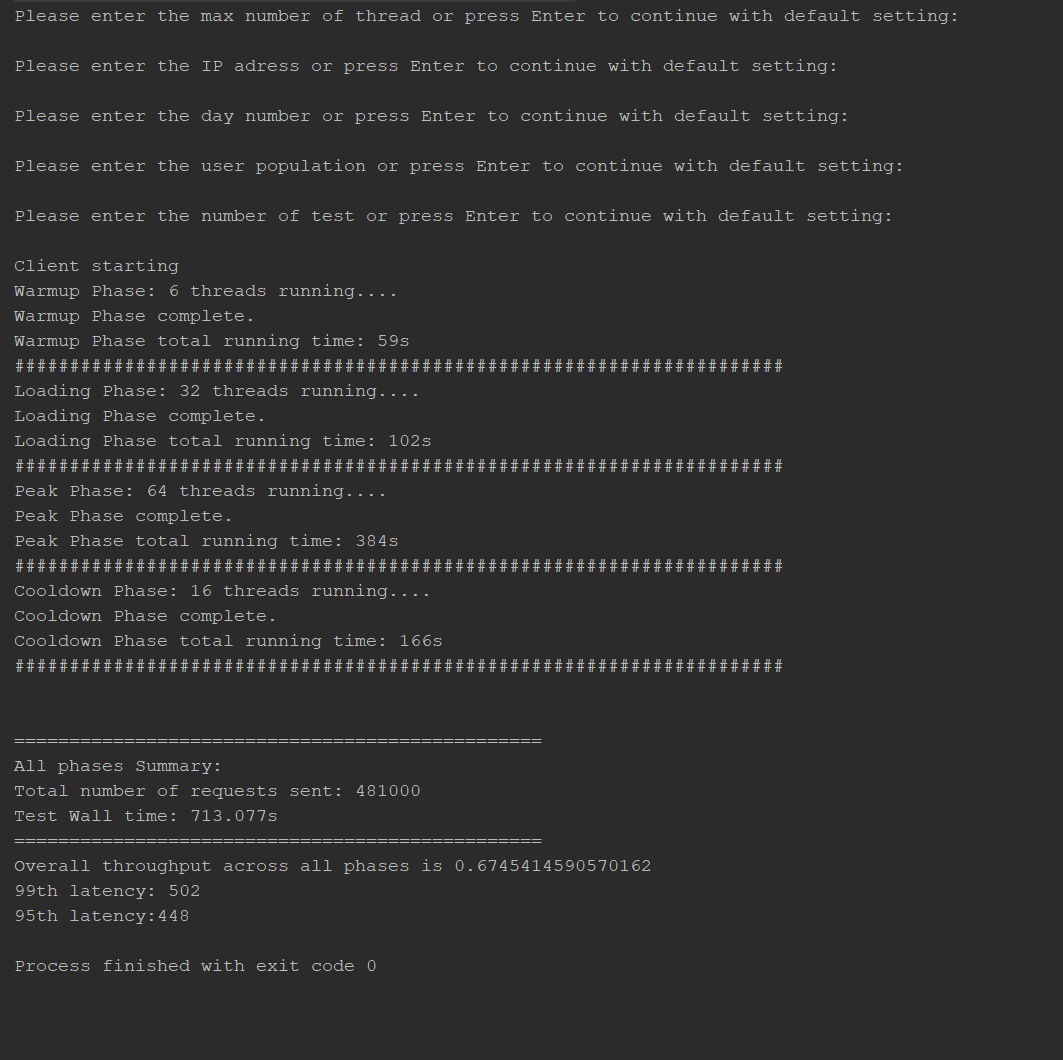 Please enter the max number of thread or press Enter to continue with default setting:
Please enter the IP adress or press Enter to continue with default setting:
Please enter the day number or press Enter to continue with default setting:
Please enter the user population or press Enter to continue with default setting:
Please enter the number of test or press Enter to continue with default setting:
Client starting
Warmup Phase: 6 threads running....
Warmup Phase complete.
Warmup Phase total running time: 59s
######################################################################
Loading Phase: 32 threads running....
Loading Phase complete.
Loading Phase total running time: 102s
######################################################################
Peak Phase: 64 threads running....
Peak Phase complete.
Peak Phase total running time: 384s
######################################################################
Cooldown Phase: 16 threads running....
Cooldown Phase complete.
Cooldown Phase total running time: 166s
######################################################################
================================================
All phases Summary:
Total number of requests sent: 481000
Test Wall time: 713.077s
================================================
Overall throughput across all phases is 0.6745414590570162
99th latency: 502
95th latency:448
Process finished with exit code 0